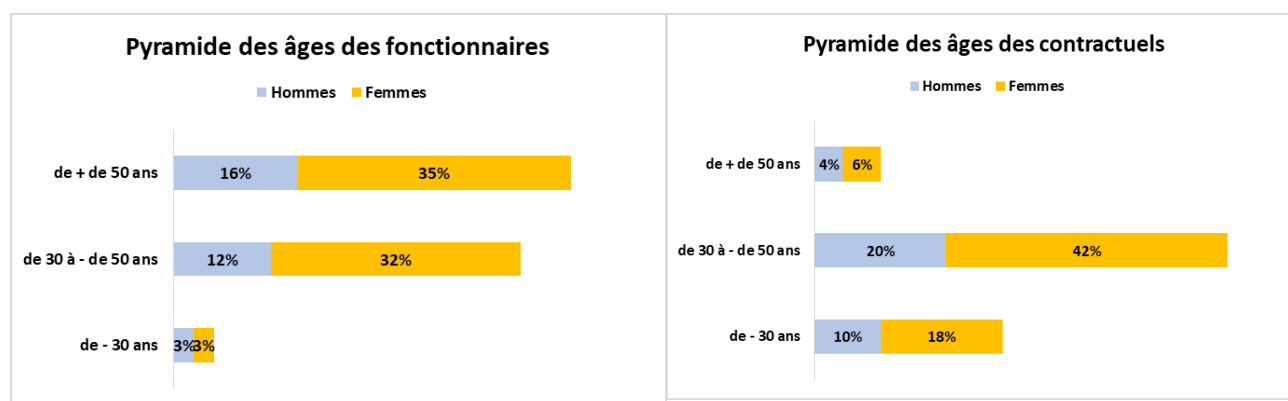 Pyramide des âges des fonctionnaires
Hommes Femmes
de + de 50 ans 16% 35%
de 30 à - de 50 ans 12% 32%
de - 30 ans 3% 3%
Pyramide des âges des contractuels
Hommes Femmes
de + de 50 ans 4% 6%
de 30 à - de 50 ans 20% 42%
de - 30 ans 10% 18%